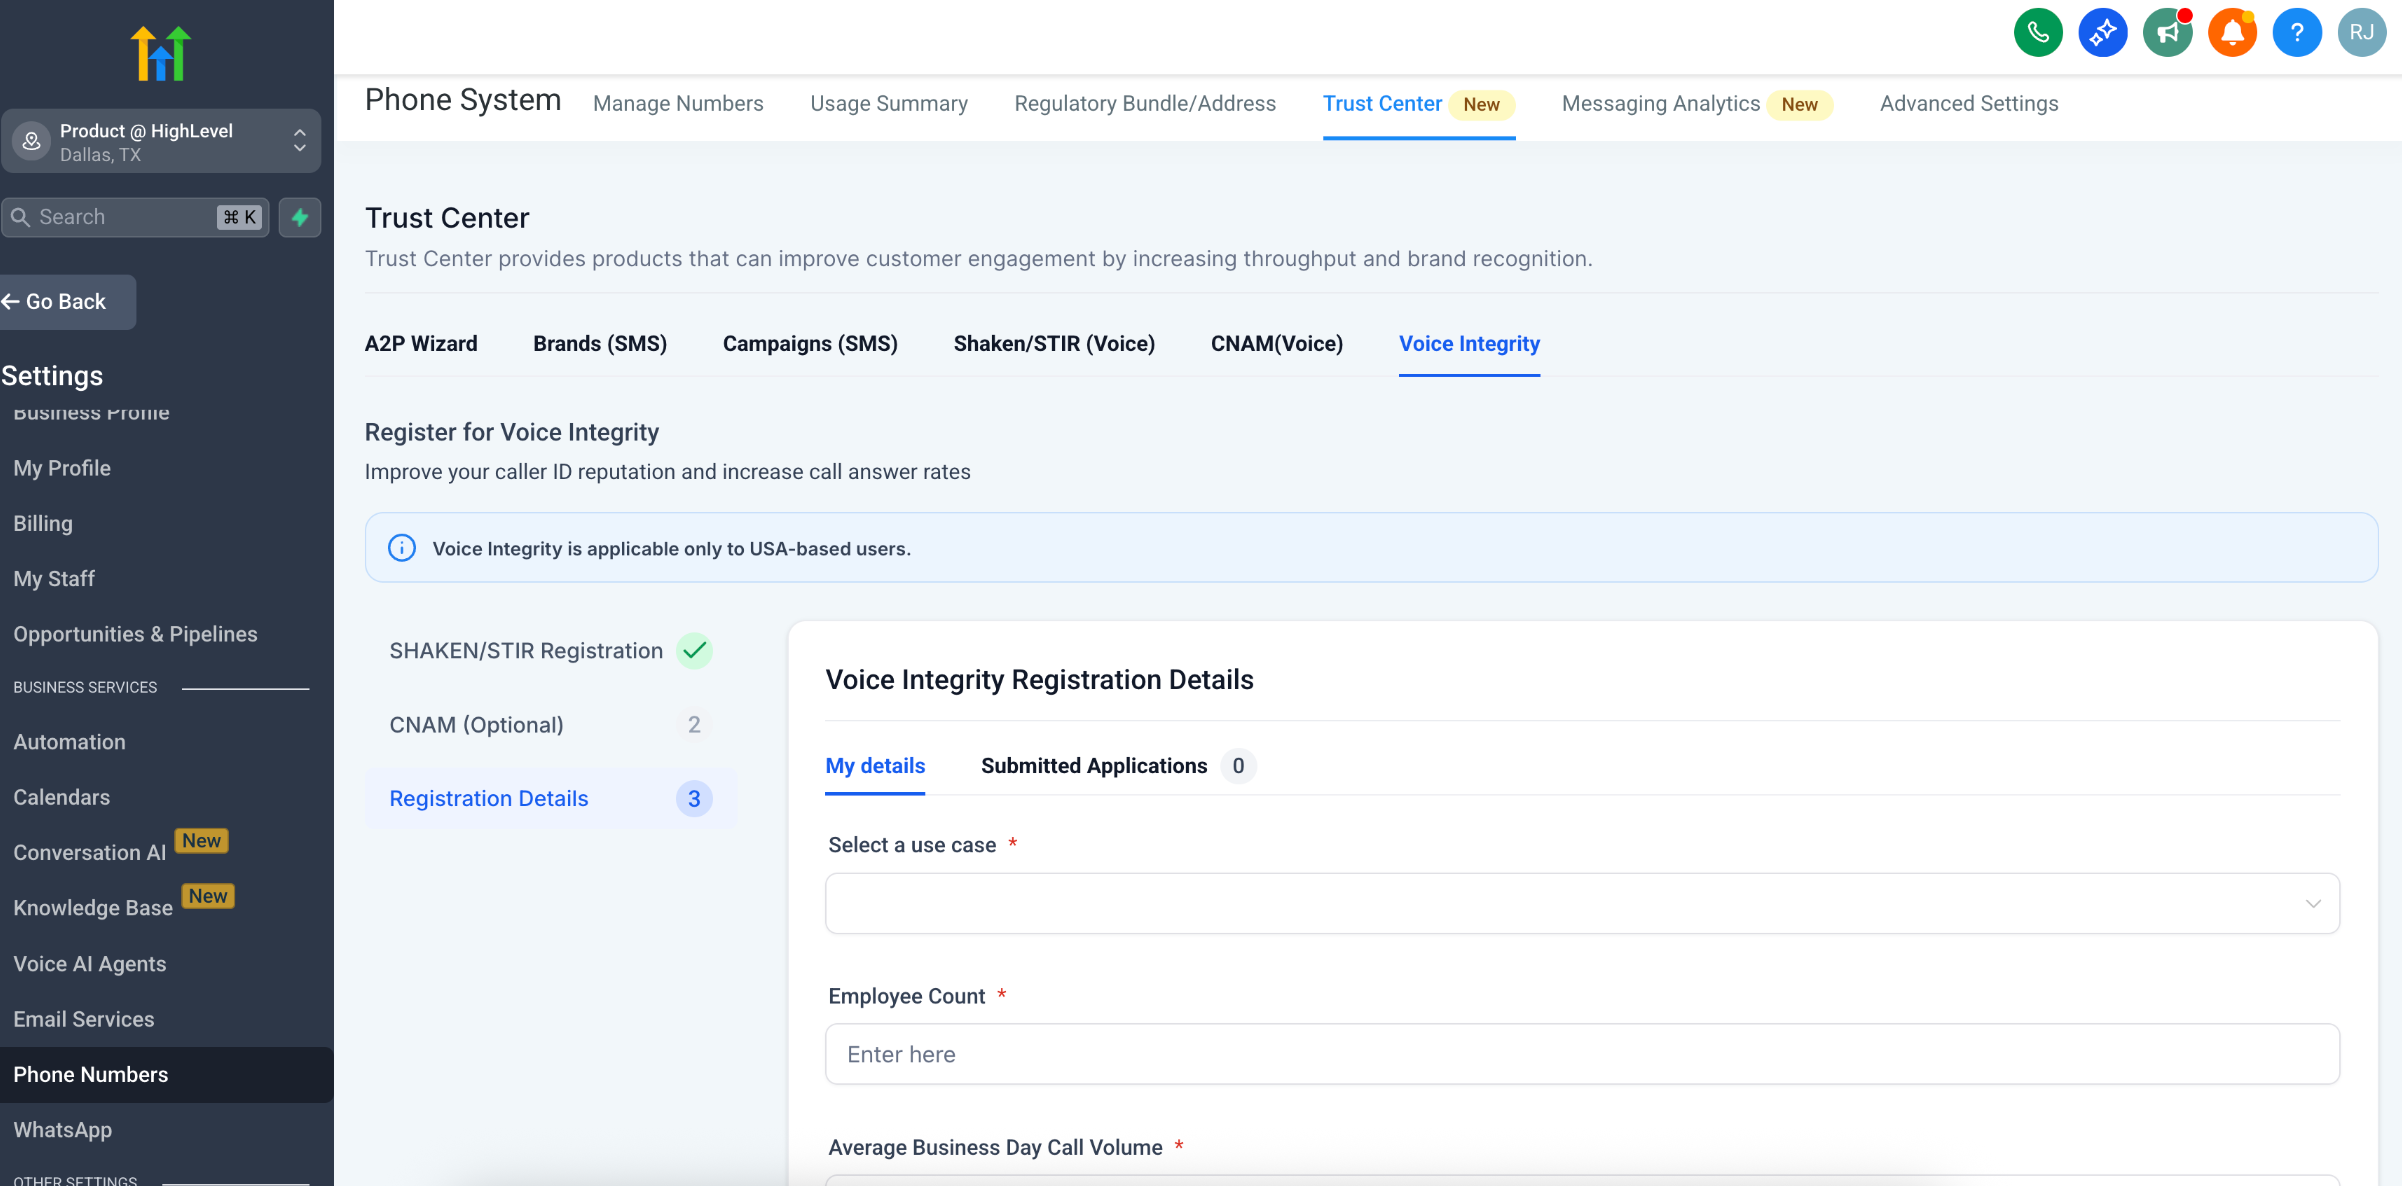 Product @ HighLevel
Dallas, TX
Search
⌘ K
Go Back
Settings
Business Profile
My Profile
Billing
My Staff
Opportunities & Pipelines
BUSINESS SERVICES
Automation
Calendars
Conversation AI New
Knowledge Base New
Voice AI Agents
Email Services
Phone Numbers
WhatsApp
OTHER SETTINGS
?
RJ
Phone System
Manage Numbers
Usage Summary
Regulatory Bundle/Address
Trust Center New
Messaging Analytics New
Advanced Settings
Trust Center
Trust Center provides products that can improve customer engagement by increasing throughput and brand recognition.
A2P Wizard
Brands (SMS)
Campaigns (SMS)
Shaken/STIR (Voice)
CNAM(Voice)
Voice Integrity
Register for Voice Integrity
Improve your caller ID reputation and increase call answer rates
Voice Integrity is applicable only to USA-based users.
SHAKEN/STIR Registration
CNAM (Optional) 2
Registration Details 3
Voice Integrity Registration Details
My details
Submitted Applications 0
Select a use case *
Employee Count *
Enter here
Average Business Day Call Volume *